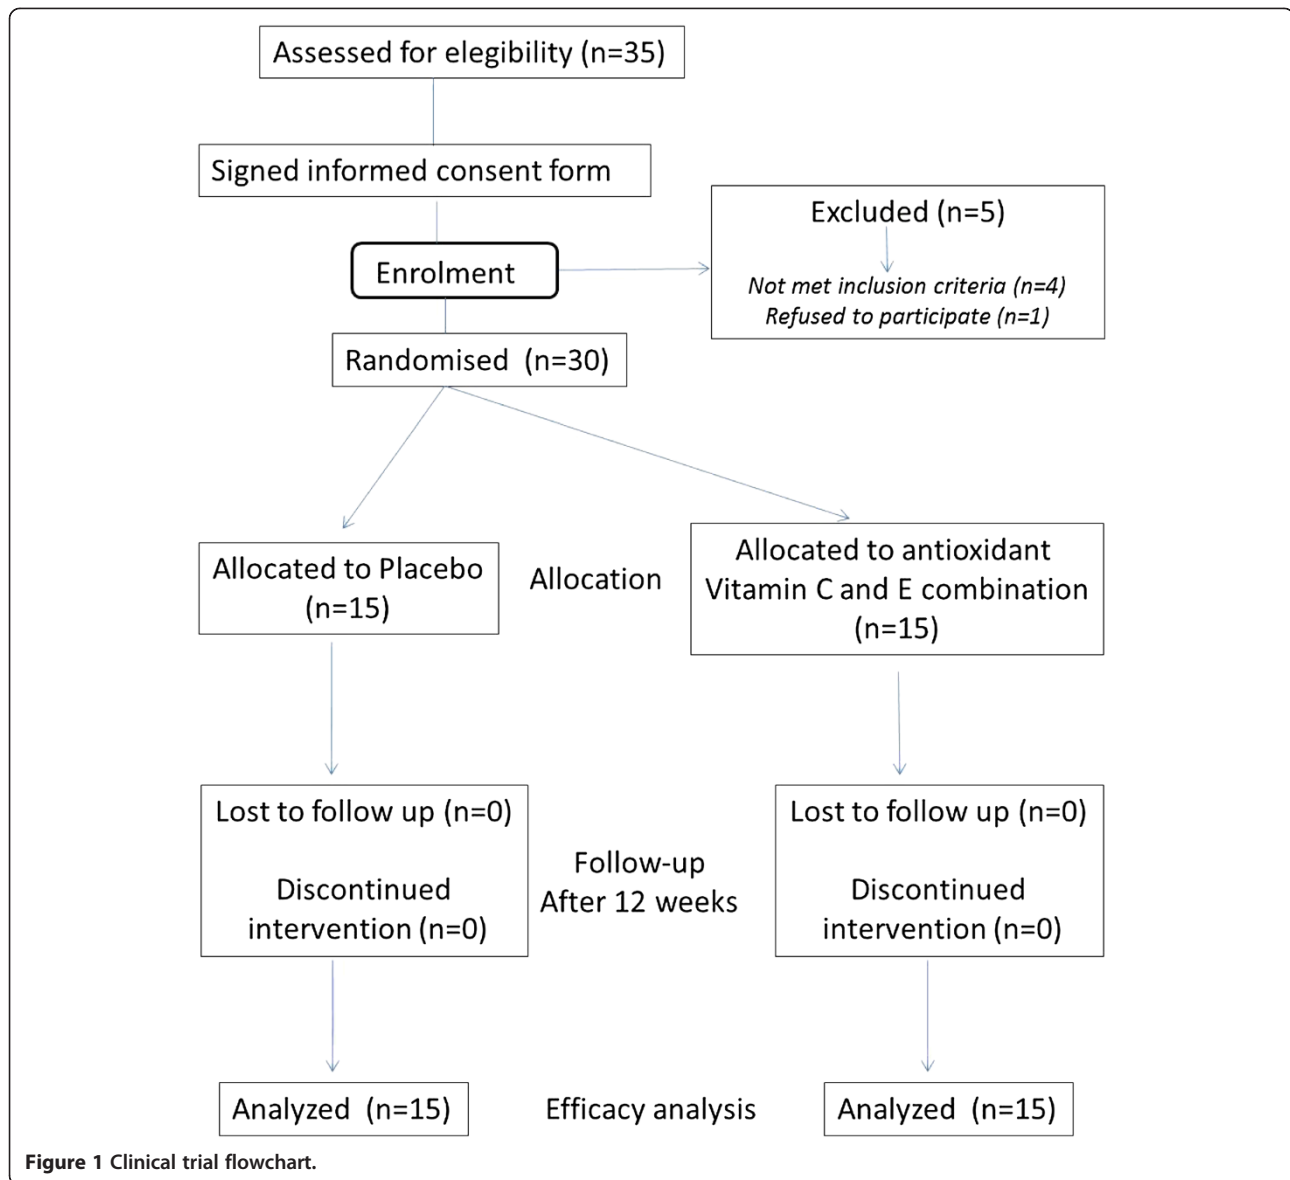 Assessed for elegibility (n=35)
Signed informed consent form
Excluded (n=5)
Not met inclusion criteria (n=4)
Refused to participate (n=1)
Enrolment
Randomised (n=30)
Allocated to Placebo
(n=15)
Allocation
Allocated to antioxidant
Vitamin C and E combination
(n=15)
Lost to follow up (n=0)
Discontinued
intervention (n=0)
Follow-up
After 12 weeks
Lost to follow up (n=0)
Discontinued
intervention (n=0)
Analyzed (n=15)
Efficacy analysis
Analyzed (n=15)
Figure 1 Clinical trial flowchart.